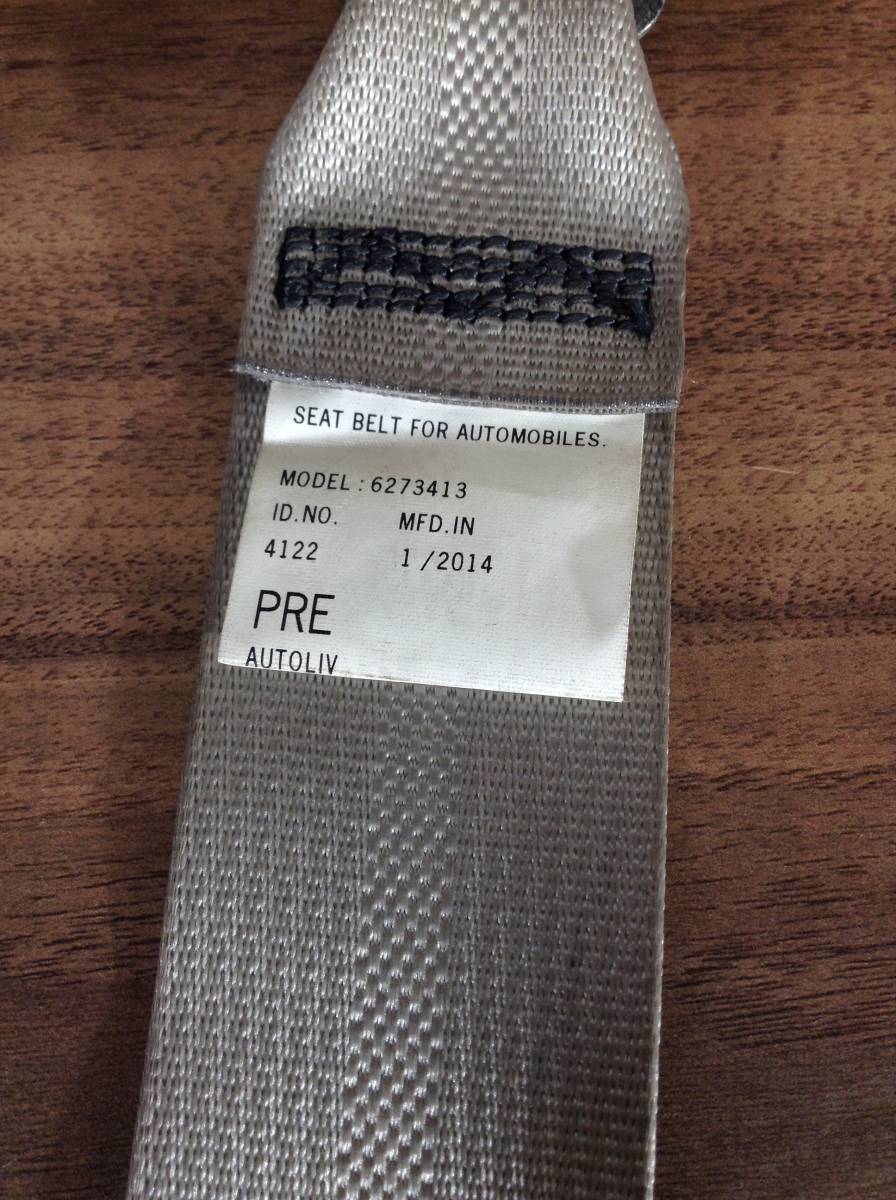 SEAT BELT FOR AUTOMOBILES.
MODEL : 6273413
ID.NO. MFD.IN
4122 1 /2014
PRE
AUTOLIV